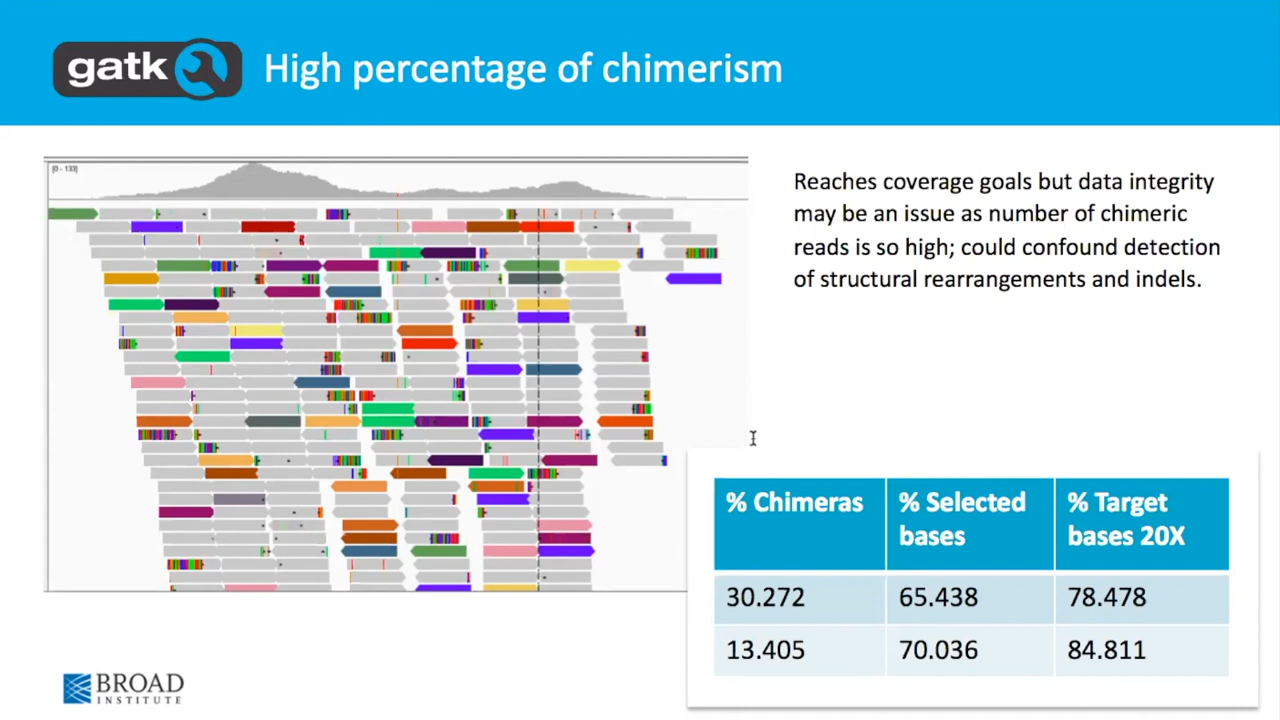 gatk
High percentage of chimerism
[0 - 133]
Reaches coverage goals but data integrity
may be an issue as number of chimeric
reads is so high; could confound detection
of structural rearrangements and indels.
% Chimeras % Selected bases % Target bases 20X
30.272 65.438 78.478
13.405 70.036 84.811
BROAD
INSTITUTE